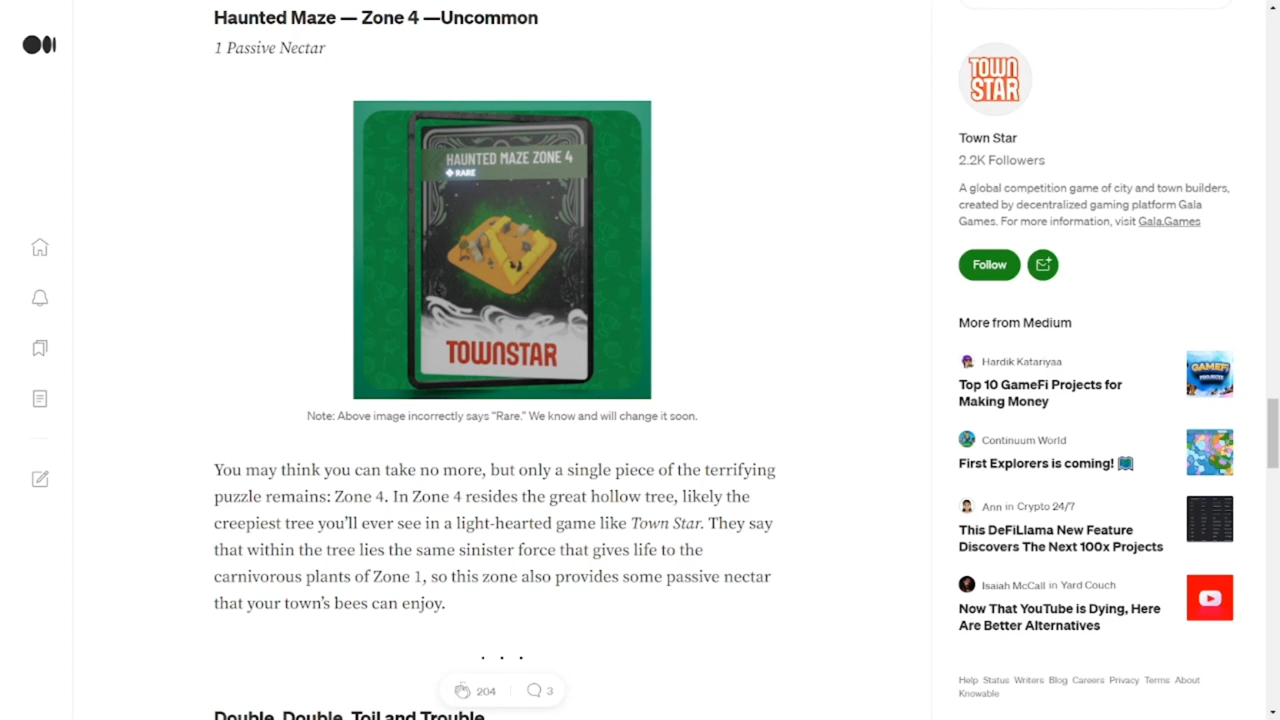 Haunted Maze — Zone 4 —Uncommon
1 Passive Nectar
HAUNTED MAZE ZONE 4
RARE
TOWNSTAR
Note: Above image incorrectly says "Rare." We know and will change it soon.
You may think you can take no more, but only a single piece of the terrifying
puzzle remains: Zone 4. In Zone 4 resides the great hollow tree, likely the
creepiest tree you'll ever see in a light-hearted game like Town Star. They say
that within the tree lies the same sinister force that gives life to the
carnivorous plants of Zone 1, so this zone also provides some passive nectar
that your town's bees can enjoy.
. . .
204
3
Double, Double, Toil and Trouble
TOWN
STAR
Town Star
2.2K Followers
A global competition game of city and town builders,
created by decentralized gaming platform Gala
Games. For more information, visit Gala.Games
Follow
More from Medium
Hardik Katariyaa
Top 10 GameFi Projects for
Making Money
GAMEFI
PROJECTS
Continuum World
First Explorers is coming!
Ann in Crypto 24/7
This DeFiLlama New Feature
Discovers The Next 100x Projects
Isaiah McCall in Yard Couch
Now That YouTube is Dying, Here
Are Better Alternatives
Help Status Writers Blog Careers Privacy Terms About
Knowable